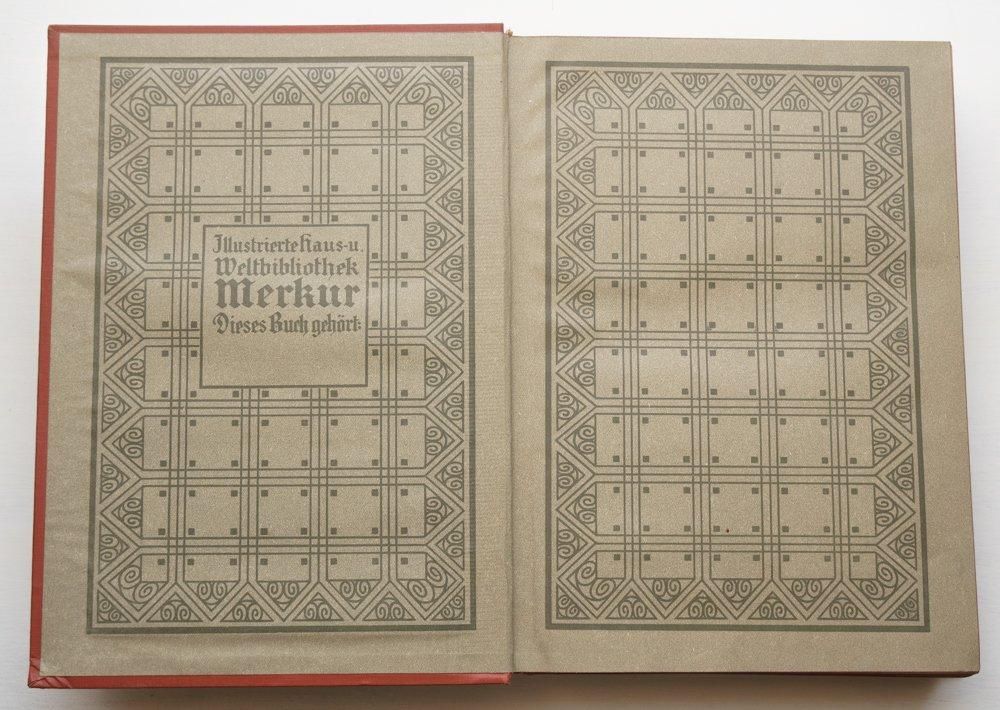 Illustrierte Haus- u.
Weltbibliothek
Merkur
Dieses Buch gehört: